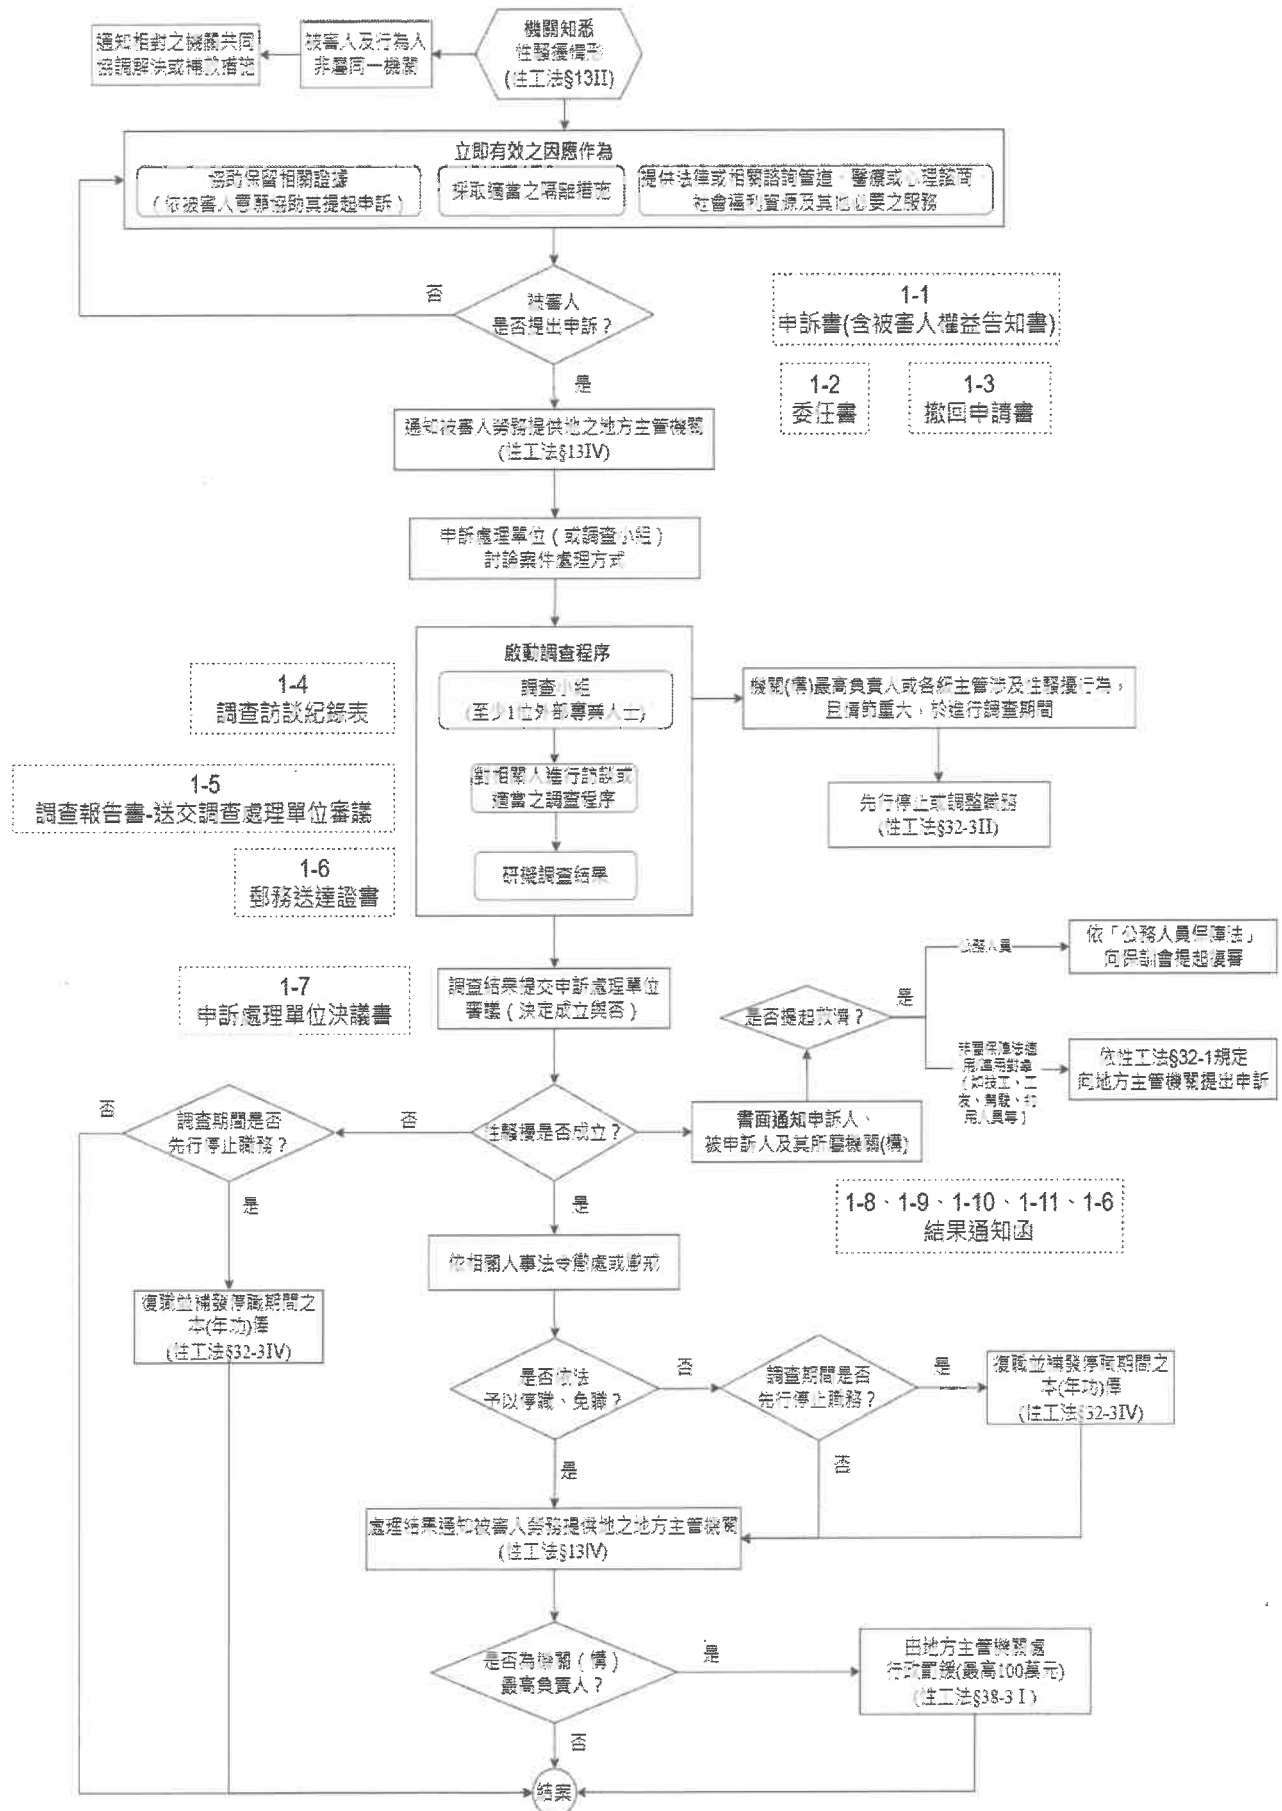 機關知悉
性騷擾情形
(性工法§13II)
被害人及行為人
非屬同一機關
通知相對之機關共同
協調解決或補救措施
立即有效之因應作為
協助保留相關證據
(依被害人意願協助其提起申訴)
採取適當之隔離措施
提供法律或相關諮詢管道、醫療或心理諮商、
社會福利資源及其他必要之服務
否
被害人
是否提出申訴？
是
1-1
申訴書(含被害人權益告知書)
1-2
委任書
1-3
撤回申請書
通知被害人勞務提供地之地方主管機關
(性工法§13IV)
申訴處理單位（或調查小組）
討論案件處理方式
啟動調查程序
調查小組
(至少1位外部專業人士)
對相關人進行訪談或
適當之調查程序
研擬調查結果
機關(構)最高負責人或各級主管涉及性騷擾行為，
且情節重大，於進行調查期間
先行停止或調整職務
(性工法§32-3II)
1-4
調查訪談紀錄表
1-5
調查報告書-送交調查處理單位審議
1-6
郵務送達證書
1-7
申訴處理單位決議書
調查結果提交申訴處理單位
審議（決定成立與否）
是否提起救濟？
是
公務人員
依「公務人員保障法」
向保訓會提起復審
非屬保障法適
用/準用對象
（如技工、工
友、駕駛、約
用人員等）
依性工法§32-1規定
向地方主管機關提出申訴
性騷擾是否成立？
書面通知申訴人、
被申訴人及其所屬機關(構)
否
調查期間是否
先行停止職務？
否
是
是
1-8、1-9、1-10、1-11、1-6
結果通知函
依相關人事法令懲處或懲戒
復職並補發停職期間之
本(年功)俸
(性工法§32-3IV)
是否依法
予以停職、免職？
否
調查期間是否
先行停止職務？
是
復職並補發停職期間之
本(年功)俸
(性工法§32-3IV)
是
否
處理結果通知被害人勞務提供地之地方主管機關
(性工法§13IV)
是否為機關（構）
最高負責人？
是
由地方主管機關處
行政罰鍰(最高100萬元)
(性工法§38-3 I )
否
結案